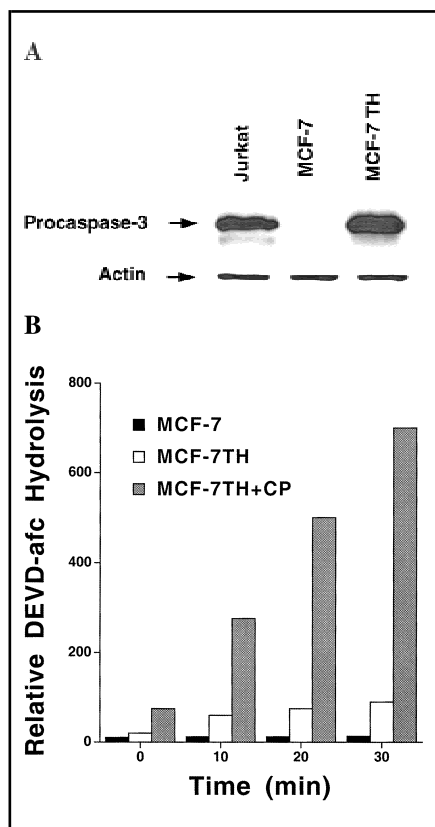 A
Jurkat
MCF-7
MCF-7 TH
Procaspase-3
Actin
B
Relative DEVD-afc Hydrolysis
800
600
400
200
0
MCF-7
MCF-7TH
MCF-7TH+CP
0 10 20 30
Time (min)